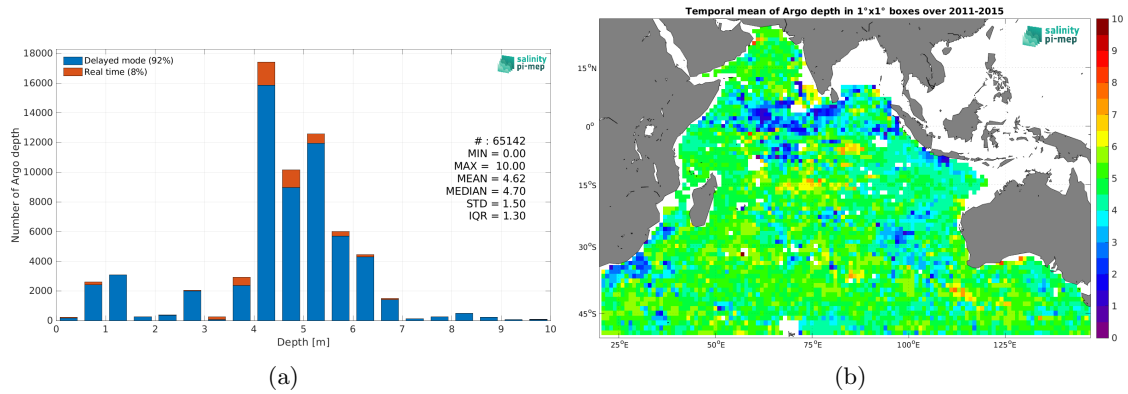 Temporal mean of Argo depth in 1°x1° boxes over 2011-2015
18000
16000
14000
12000
10000
8000
6000
4000
2000
0
Number of Argo depth
Delayed mode (92%)
Real time (8%)
salinity
pi-mep
# : 65142
MIN = 0.00
MAX = 10.00
MEAN = 4.62
MEDIAN = 4.70
STD = 1.50
IQR = 1.30
0 1 2 3 4 5 6 7 8 9 10
Depth [m]
(a)
salinity
pi-mep
15°N
0°
15°S
30°S
45°S
25°E 50°E 75°E 100°E 125°E
10
9
8
7
6
5
4
3
2
1
0
(b)